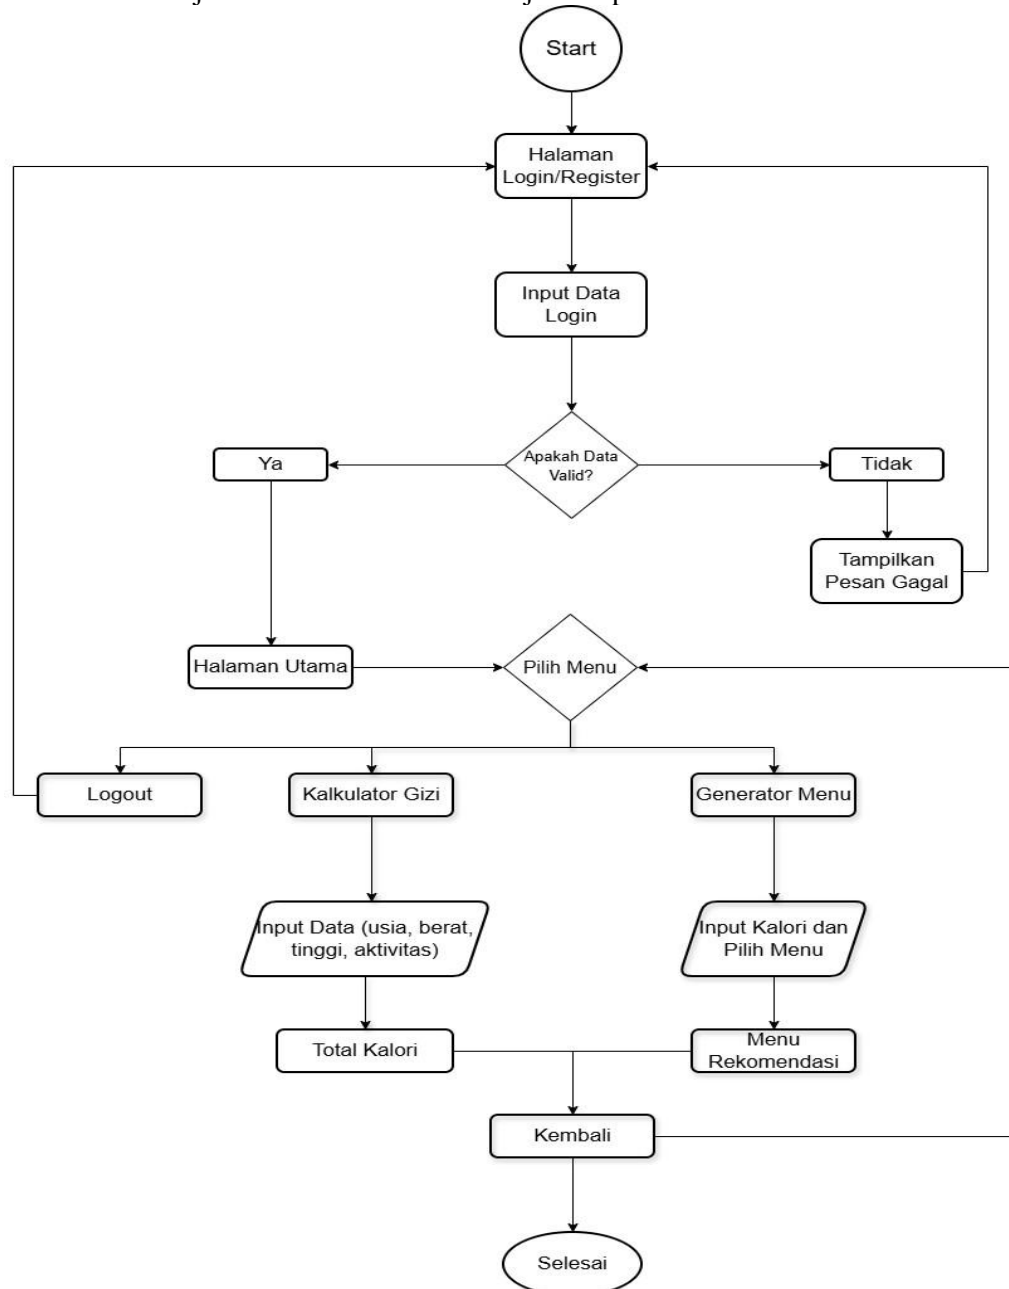 Start
Halaman
Login/Register
Input Data
Login
Apakah Data
Valid?
Ya
Tidak
Tampilkan
Pesan Gagal
Halaman Utama
Pilih Menu
Logout
Kalkulator Gizi
Generator Menu
Input Data (usia, berat,
tinggi, aktivitas)
Input Kalori dan
Pilih Menu
Total Kalori
Menu
Rekomendasi
Kembali
Selesai